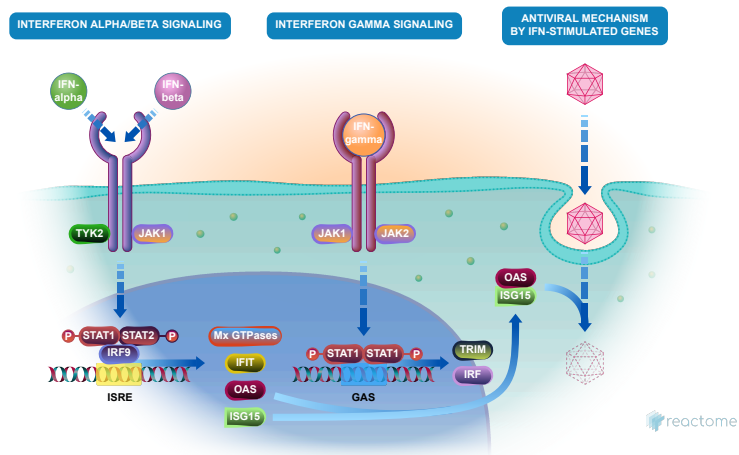 INTERFERON ALPHA/BETA SIGNALING
INTERFERON GAMMA SIGNALING
ANTIVIRAL MECHANISM
BY IFN-STIMULATED GENES
IFN-
alpha
IFN-
beta
IFN-
gamma
TYK2
JAK1
JAK1
JAK2
OAS
ISG15
P
STAT1
STAT2
P
IRF9
ISRE
Mx GTPases
IFIT
OAS
ISG15
P
STAT1
STAT1
P
GAS
TRIM
IRF
reactome